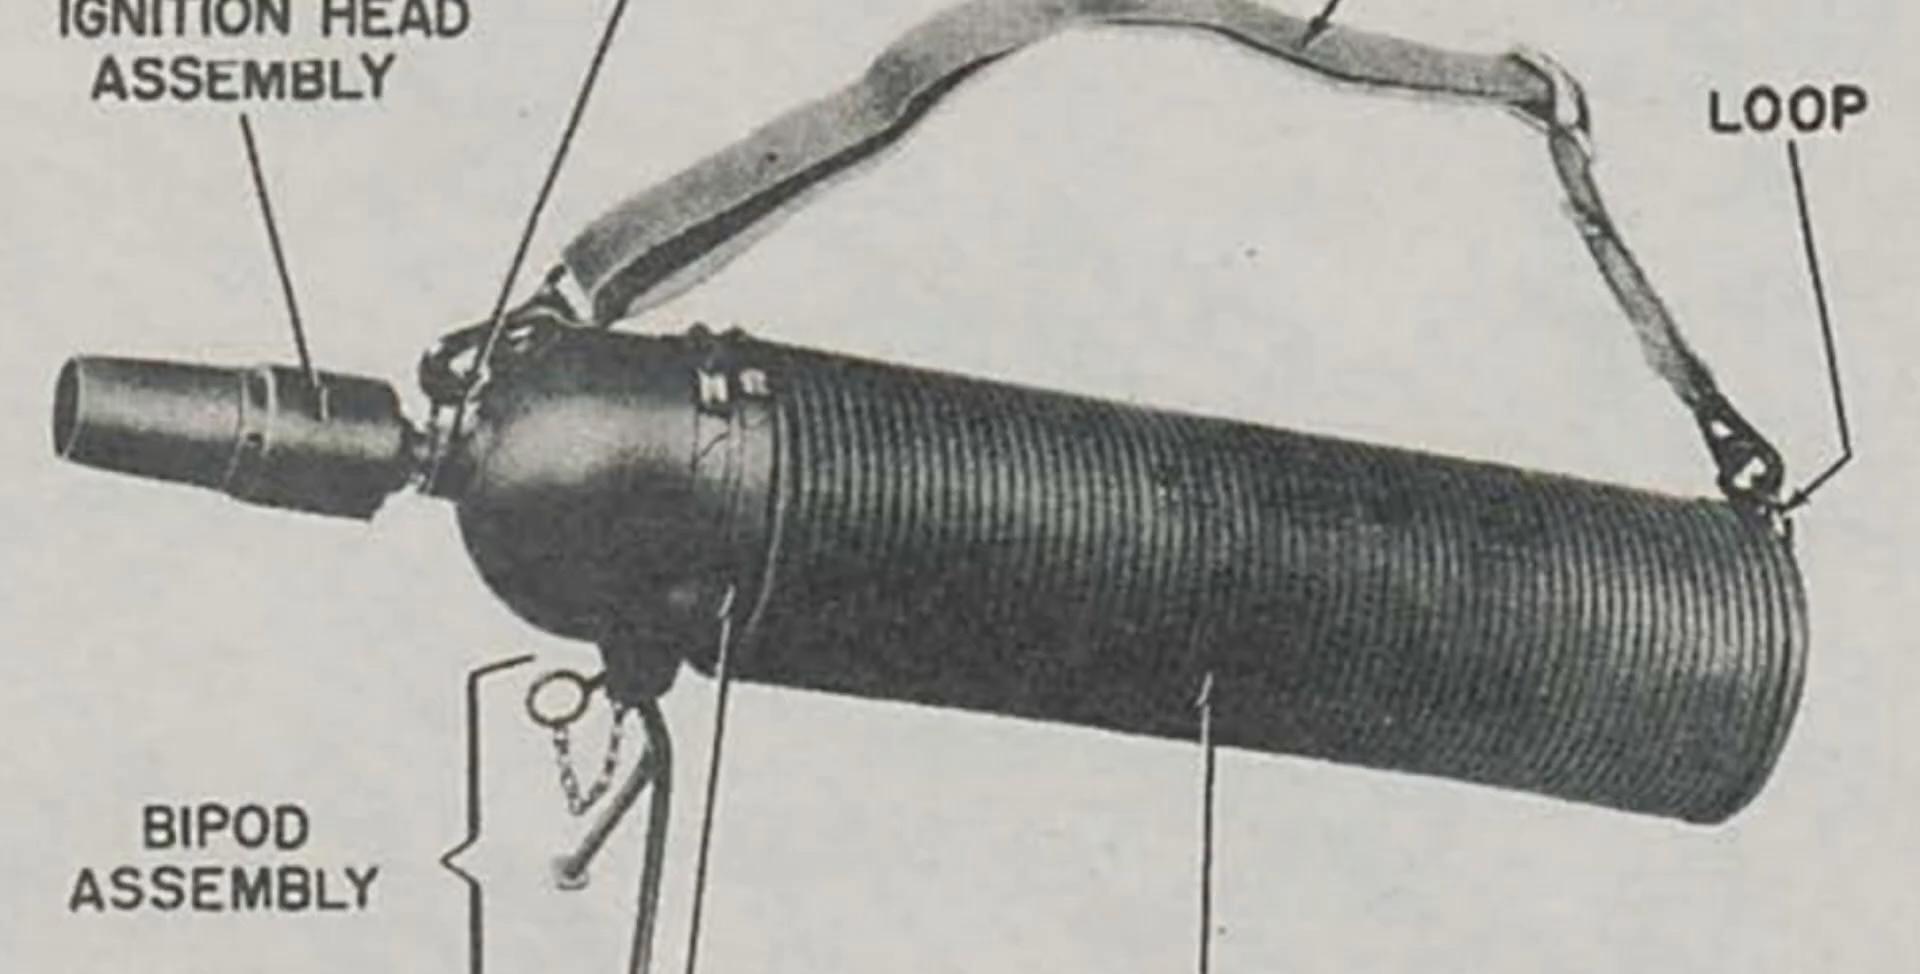 IGNITION HEAD
ASSEMBLY
LOOP
BIPOD
ASSEMBLY